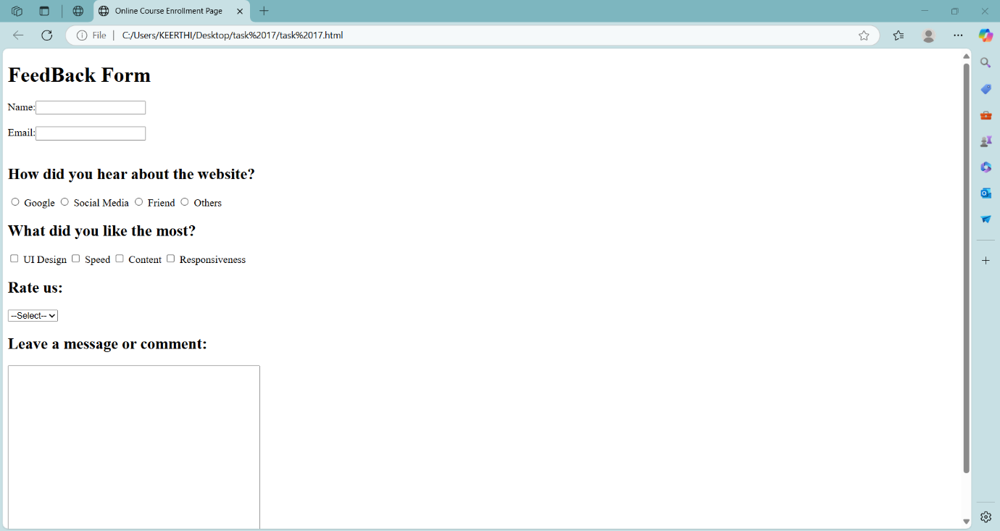 Online Course Enrollment Page
File | C:/Users/KEERTHI/Desktop/task%2017/task%2017.html
FeedBack Form
Name:
Email:
How did you hear about the website?
Google Social Media Friend Others
What did you like the most?
UI Design Speed Content Responsiveness
Rate us:
--Select--
Leave a message or comment: